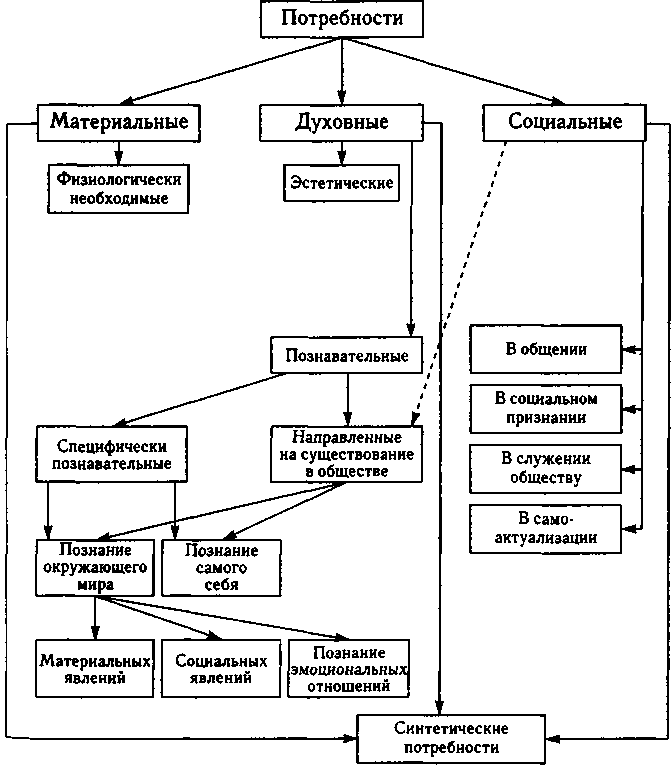 Потребности
Материальные
Духовные
Социальные
Физиологически
необходимые
Эстетические
Познавательные
В общении
В социальном
признании
Специфически
познавательные
Направленные
на существование
в обществе
В служении
обществу
В само-
актуализации
Познание
окружающего
мира
Познание
самого
себя
Материальных
явлений
Социальных
явлений
Познание
эмоциональных
отношений
Синтетические
потребности